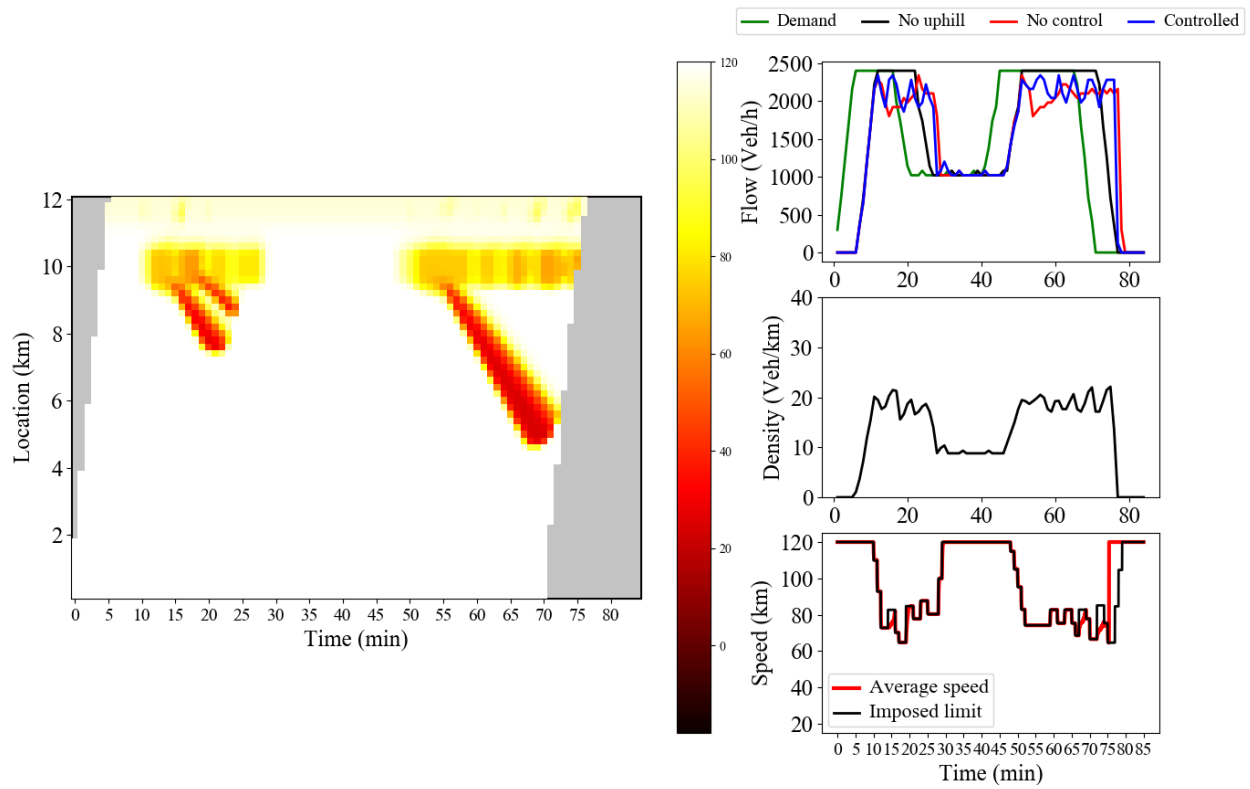 Demand No uphill No control Controlled
12
10
8
6
4
2
Location (km)
0 5 10 15 20 25 30 35 40 45 50 55 60 65 70 75 80
Time (min)
120
100
80
60
40
20
0
2500
2000
1500
1000
500
0
Flow (Veh/h)
0 20 40 60 80
40
30
20
10
0
Density (Veh/km)
0 20 40 60 80
120
100
80
60
40
20
Speed (km)
Average speed
Imposed limit
0 5 10 15 20 25 30 35 40 45 50 55 60 65 70 75 80 85
Time (min)